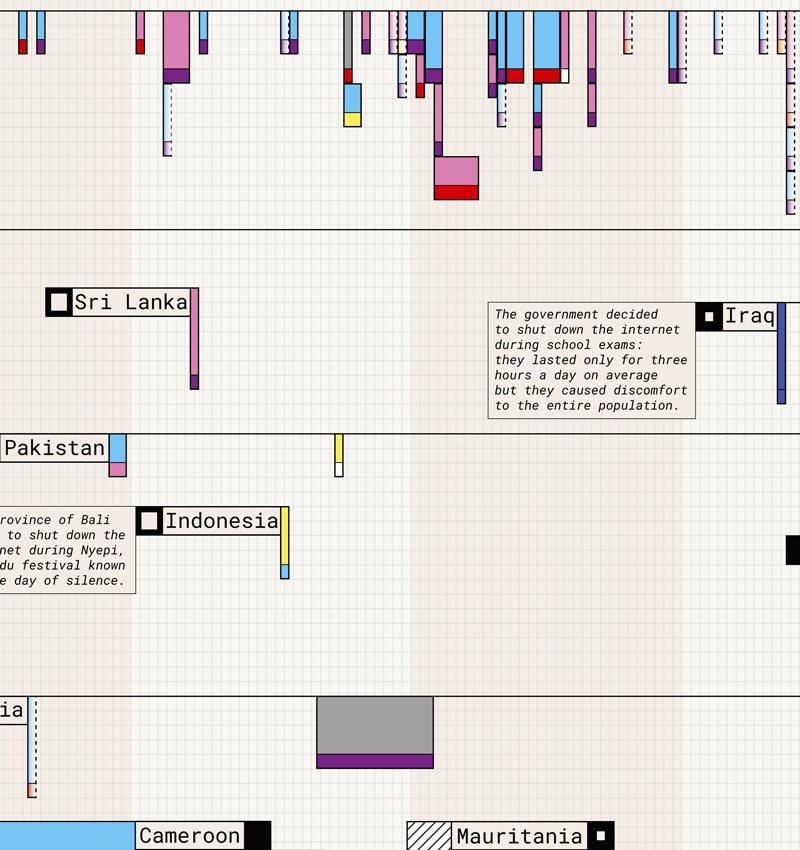 Sri Lanka
The government decided
to shut down the internet
during school exams:
they lasted only for three
hours a day on average
but they caused discomfort
to the entire population.
Iraq
Pakistan
rovince of Bali
to shut down the
net during Nyepi,
du festival known
e day of silence.
Indonesia
ia
Cameroon
Mauritania